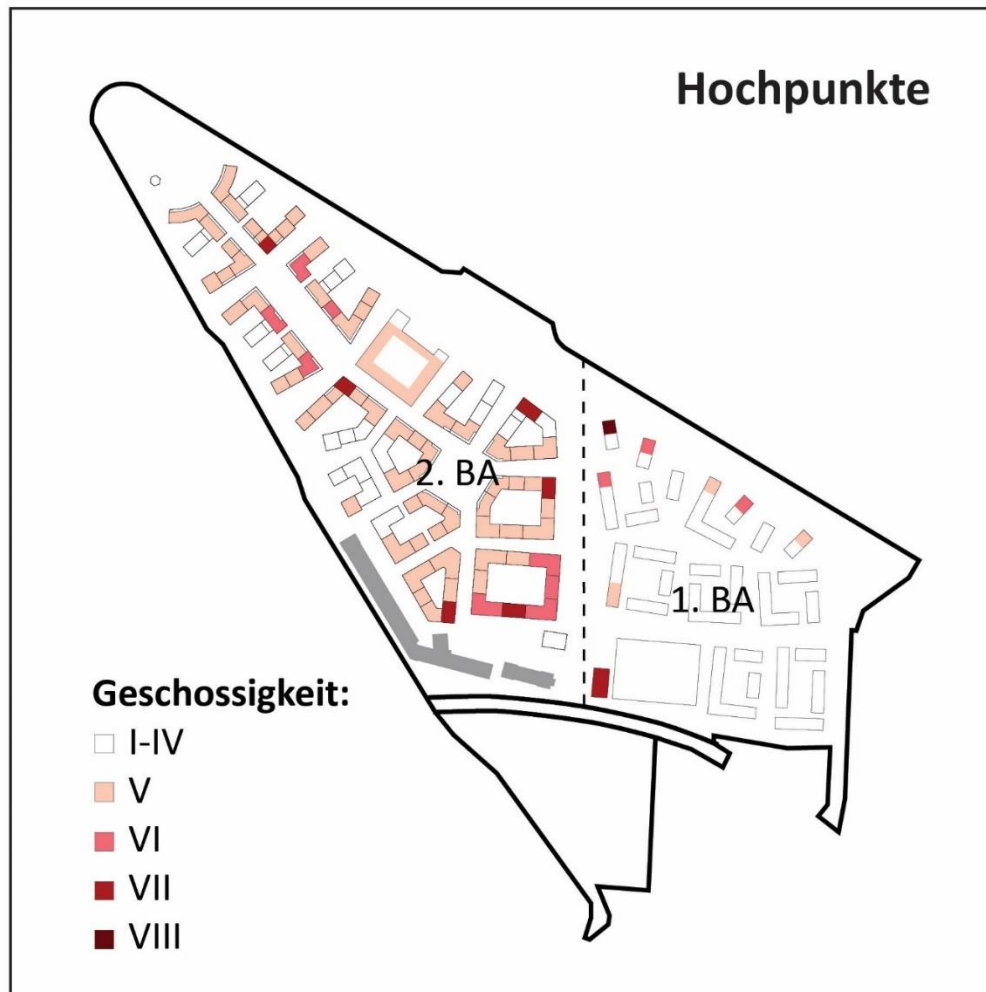 Hochpunkte
2. BA
1. BA
Geschossigkeit:
I-IV
V
VI
VII
VIII